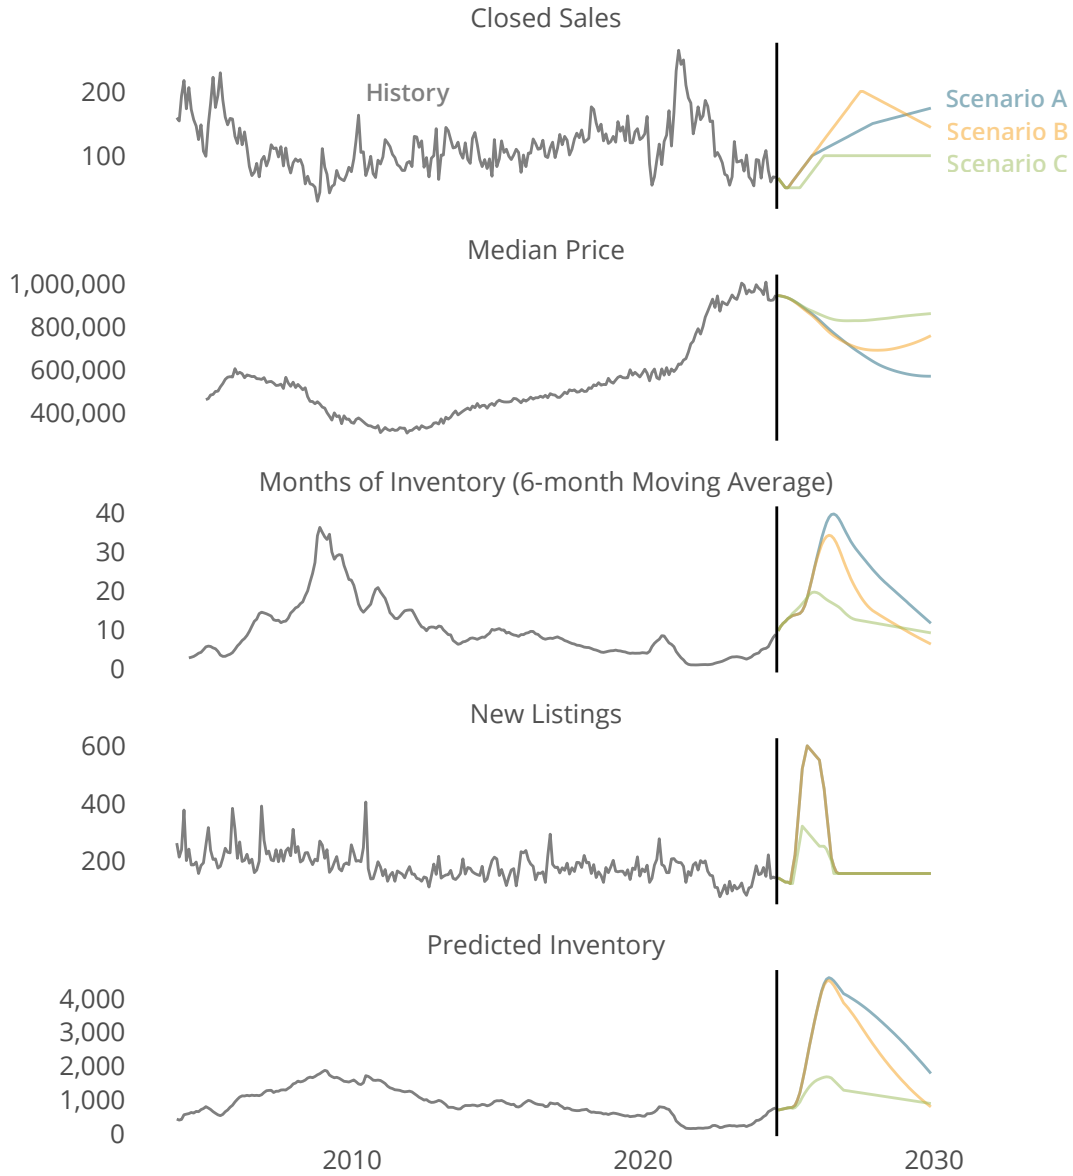 Closed Sales
200
100
History
Scenario A
Scenario B
Scenario C
Median Price
1,000,000
800,000
600,000
400,000
Months of Inventory (6-month Moving Average)
40
30
20
10
0
New Listings
600
400
200
Predicted Inventory
4,000
3,000
2,000
1,000
0
2010 2020 2030